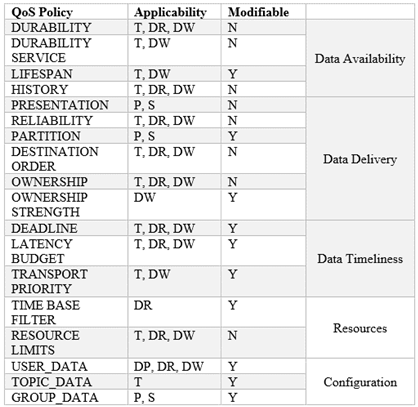 QoS Policy Applicability Modifiable
DURABILITY T, DR, DW N
DURABILITY T, DW N
SERVICE
LIFESPAN T, DW Y
HISTORY T, DR, DW N
Data Availability
PRESENTATION P, S N
RELIABILITY T, DR, DW N
PARTITION P, S Y
DESTINATION T, DR, DW N
ORDER
OWNERSHIP T, DR, DW N
OWNERSHIP DW Y
STRENGTH
Data Delivery
DEADLINE T, DR, DW Y
LATENCY T, DR, DW Y
BUDGET
TRANSPORT T, DW Y
PRIORITY
Data Timeliness
TIME BASE DR Y
FILTER
RESOURCE T, DR, DW N
LIMITS
Resources
USER_DATA DP, DR, DW Y
TOPIC_DATA T Y
GROUP_DATA P, S Y
Configuration